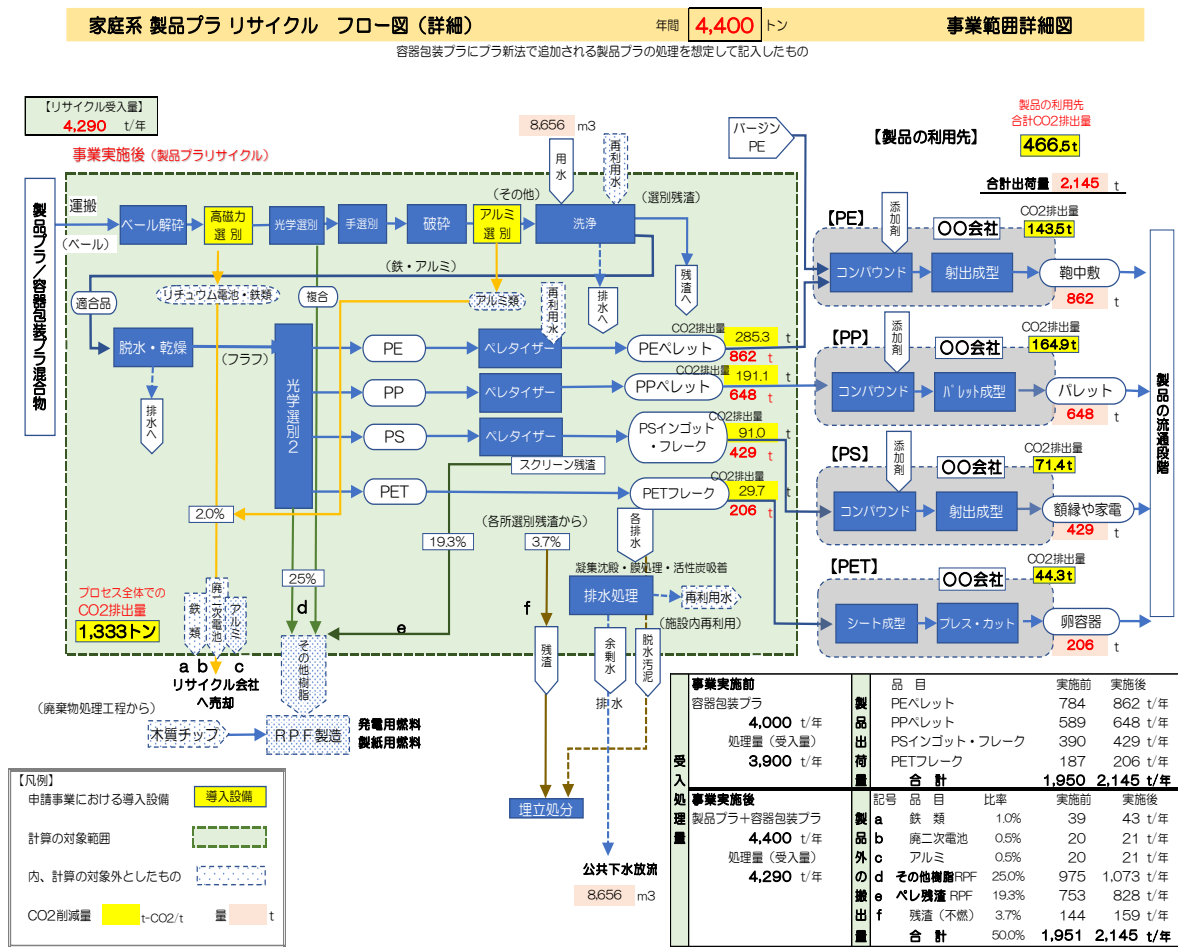 家庭系 製品プラ リサイクル フロー図（詳細）
年間 4,400 トン
事業範囲詳細図
容器包装プラにプラ新法で追加される製品プラの処理を想定して記入したもの
【リサイクル受入量】
4,290 t/年
事業実施後（製品プラリサイクル）
8.656 m3
用水
再利用水
バージン
PE
【製品の利用先】
製品の利用先
合計CO2排出量
466.5t
合計出荷量 2,145 t
製品プラ／容器包装プラ混合物
運搬
（ベール）
ベール解砕
高磁力
選別
光学選別
手選別
破砕
（その他）
アルミ
選別
洗浄
（選別残渣）
残渣へ
排水へ
（鉄・アルミ）
適合品
リチュウム電池・鉄類
複合
アルミ類
再利用水
脱水・乾燥
（フラフ）
排水へ
光学選別2
PE
ペレタイザー
PEペレット
CO2排出量
285.3 t
862 t
PP
ペレタイザー
PPペレット
CO2排出量
191.1 t
648 t
PS
ペレタイザー
PSインゴット
・フレーク
CO2排出量
91.0 t
429 t
スクリーン残渣
PET
PETフレーク
CO2排出量
29.7 t
206 t
【PE】
添加剤
〇〇会社
CO2排出量
143.5t
コンパウンド
射出成型
鞄中敷
862 t
【PP】
添加剤
〇〇会社
CO2排出量
164.9t
コンパウンド
パレット成型
パレット
648 t
【PS】
添加剤
〇〇会社
CO2排出量
71.4t
コンパウンド
射出成型
額縁や家電
429 t
【PET】
〇〇会社
CO2排出量
44.3t
シート成型
プレス・カット
卵容器
206 t
製品の流通段階
2.0%
19.3%
（各所選別残渣から）
3.7%
各排水
25%
凝集沈殿・膜処理・活性炭吸着
排水処理
再利用水
（施設内再利用）
プロセス全体での
CO2排出量
1,333トン
鉄類
廃二次電池
アルミ
d
e
f
a b c
リサイクル会社
へ売却
その他樹脂
残渣
余剰水
脱水汚泥
排水
（廃棄物処理工程から）
木質チップ
ＲＰＦ製造
発電用燃料
製紙用燃料
埋立処分
公共下水放流
8.656 m3
【凡例】
申請事業における導入設備 導入設備
計算の対象範囲
内、計算の対象外としたもの
CO2削減量 t-CO2/t 量 t
受入処理量
事業実施前
容器包装プラ
4,000 t/年
処理量（受入量）
3,900 t/年
事業実施後
製品プラ＋容器包装プラ
4,400 t/年
処理量（受入量）
4,290 t/年
製品出荷量
品 目 実施前 実施後
PEペレット 784 862 t/年
PPペレット 589 648 t/年
PSインゴット・フレーク 390 429 t/年
PETフレーク 187 206 t/年
合 計 1,950 2,145 t/年
製品外の搬出量
記号 品 目 比率 実施前 実施後
a 鉄 類 1.0% 39 43 t/年
b 廃二次電池 0.5% 20 21 t/年
c アルミ 0.5% 20 21 t/年
d その他樹脂RPF 25.0% 975 1,073 t/年
e ペレ残渣 RPF 19.3% 753 828 t/年
f 残渣（不燃） 3.7% 144 159 t/年
合 計 50.0% 1,951 2,145 t/年